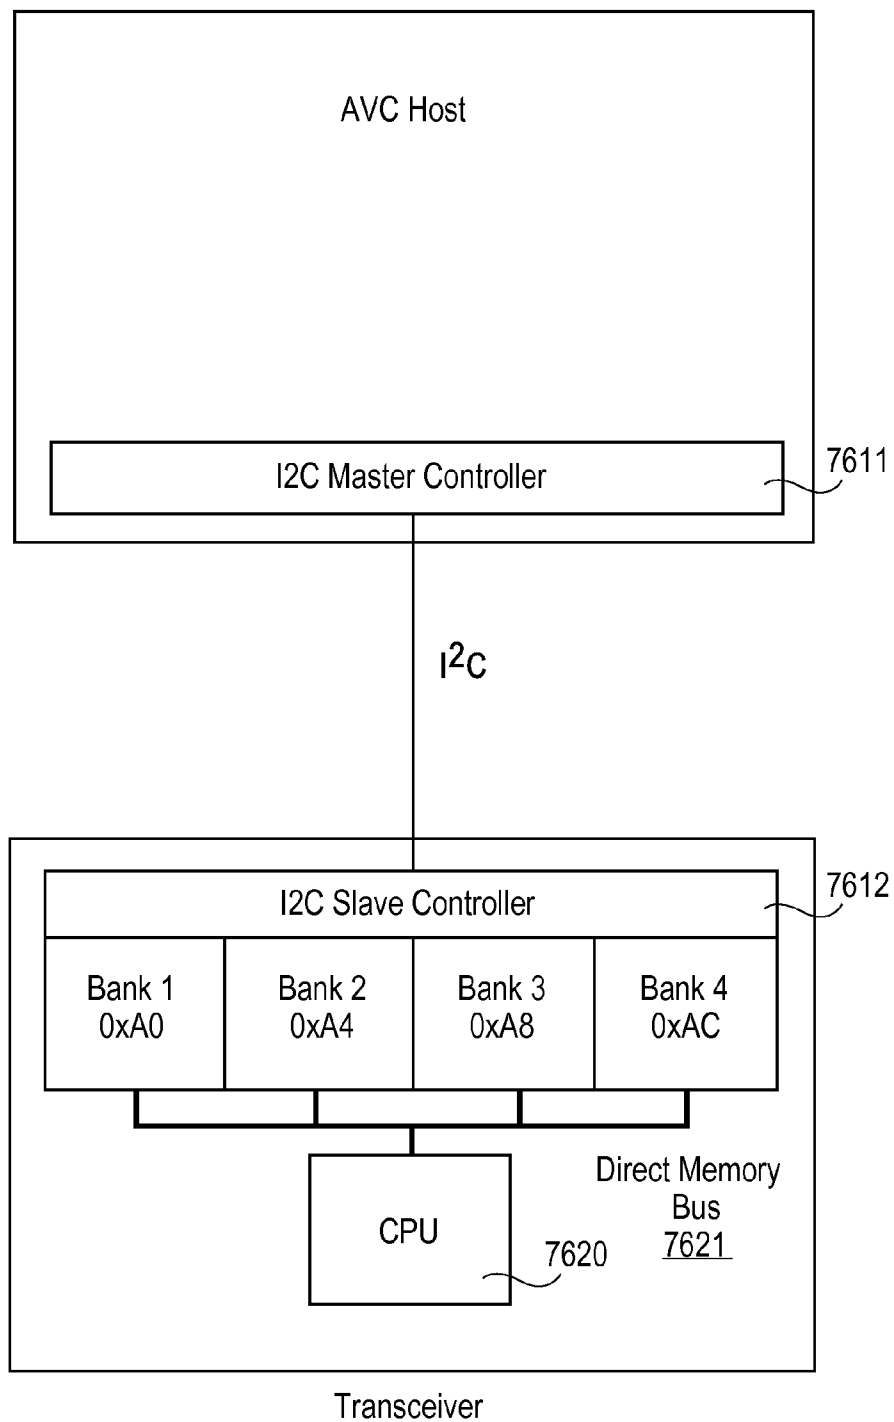 AVC Host
I2C Master Controller
7611
I²C
I2C Slave Controller
7612
Bank 1
0xA0
Bank 2
0xA4
Bank 3
0xA8
Bank 4
0xAC
Direct Memory
Bus
7621
CPU
7620
Transceiver